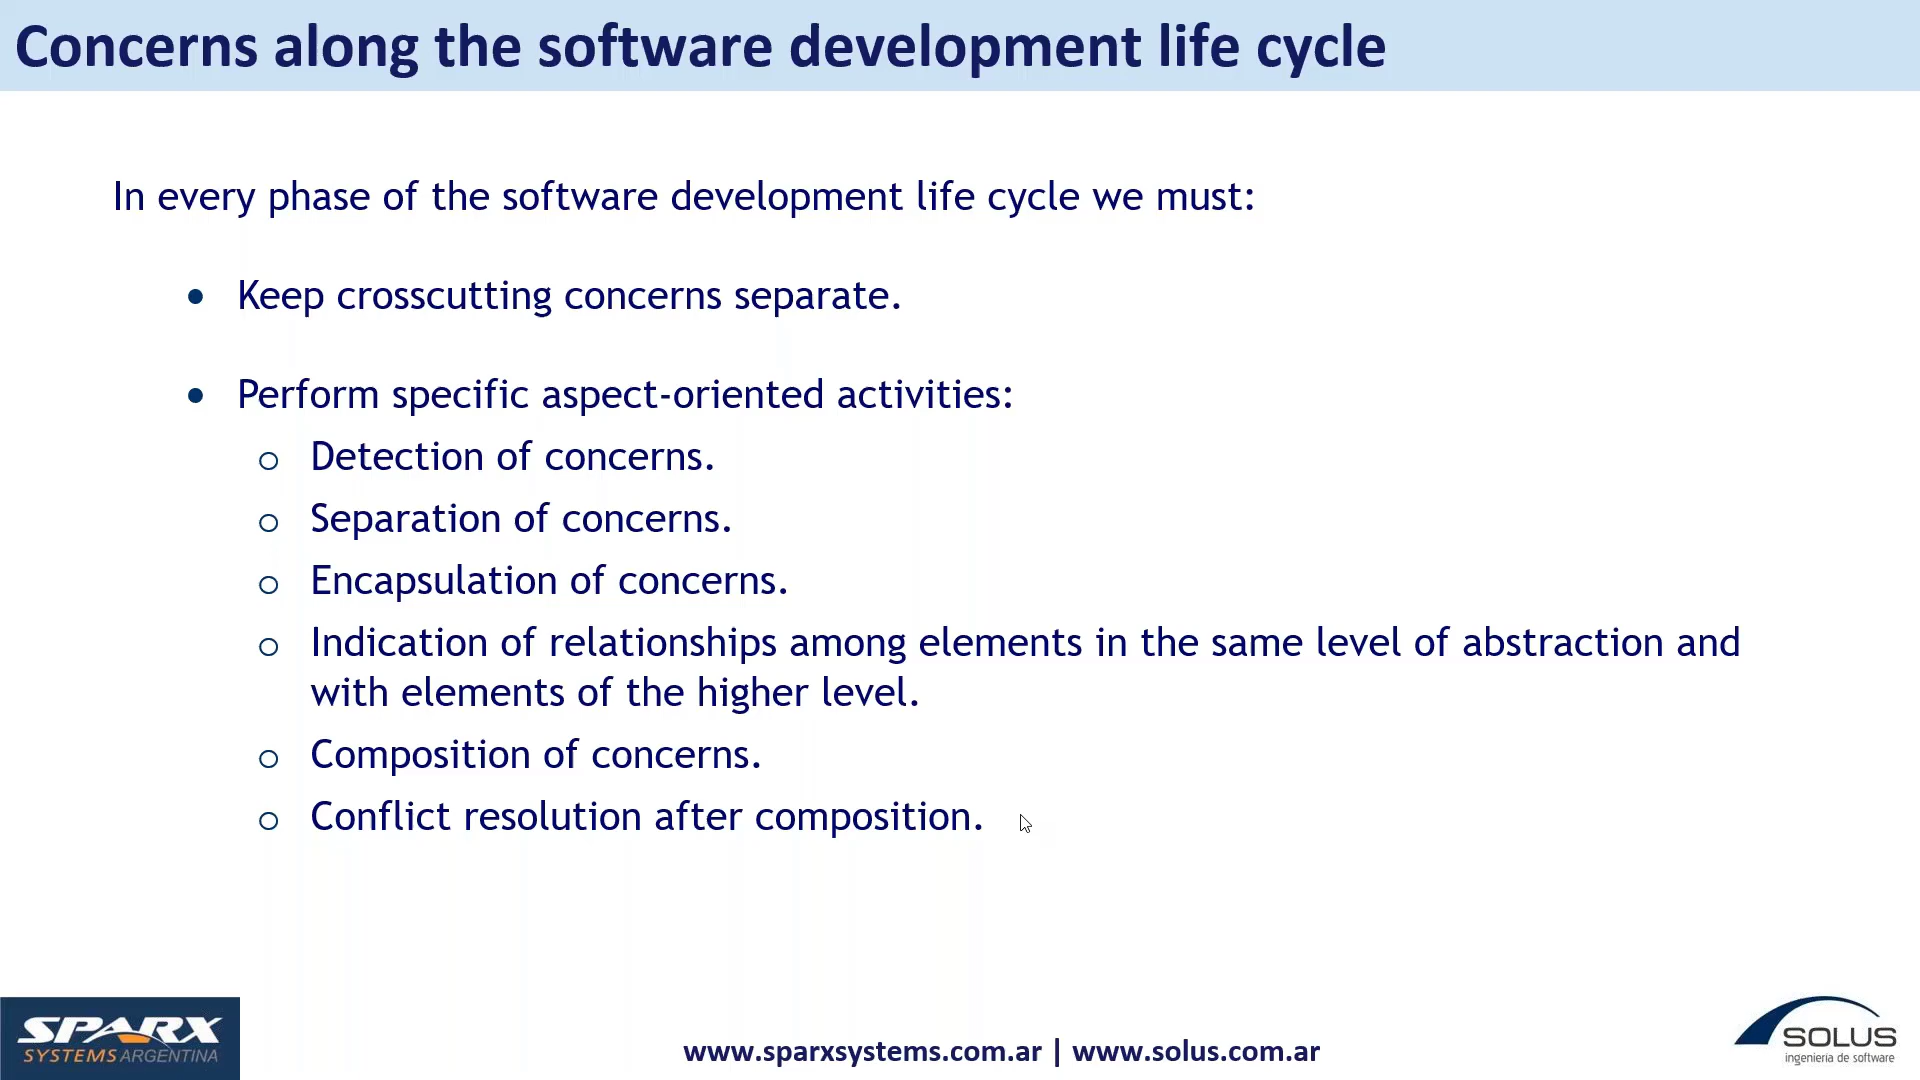 Concerns along the software development life cycle
In every phase of the software development life cycle we must:
• Keep crosscutting concerns separate.
• Perform specific aspect-oriented activities:
o Detection of concerns.
o Separation of concerns.
o Encapsulation of concerns.
o Indication of relationships among elements in the same level of abstraction and
with elements of the higher level.
o Composition of concerns.
o Conflict resolution after composition.
SPARX
SYSTEMS ARGENTINA
www.sparxsystems.com.ar | www.solus.com.ar
SOLUS
ingenieria de software